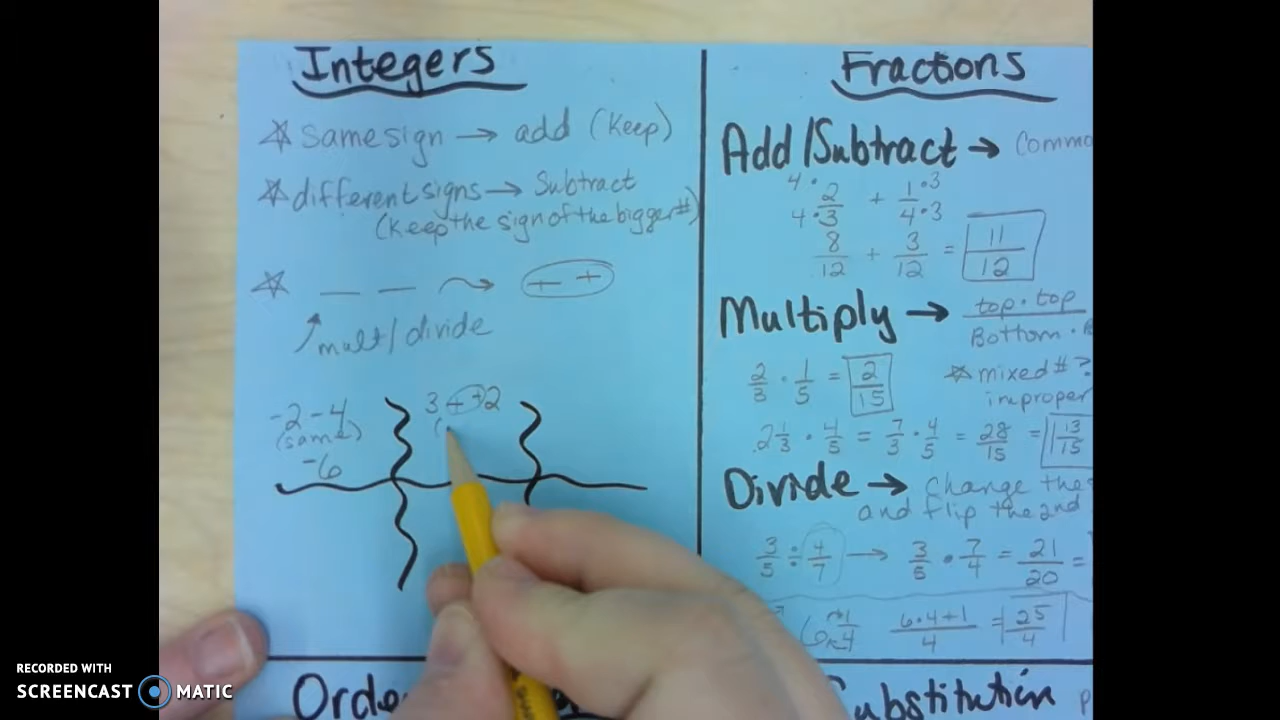 Integers
☆ same sign → add (keep)
☆ different signs → Subtract
(Keep the sign of the bigger #)
☆ — — → + +
↑ mult/divide
-2 - 4
(same)
-6
3 - +2
(
Fractions
Add/Subtract →
4 · 2/3 · 4 + 1/4 · 3 · 3
8/12 + 3/12 = 11/12
Multiply → top · top
Bottom ·
2/3 · 1/5 = 2/15
☆ mixed # ?
improper
2 1/3 · 4/5 = 7/3 · 4/5 = 28/15 = 1 13/15
Divide → change the
and flip the 2nd
3/5 ÷ 4/7 → 3/5 · 7/4 = 21/20 =
6 1/4 6·4+1/4 = 25/4
Substitution
RECORDED WITH
SCREENCAST MATIC